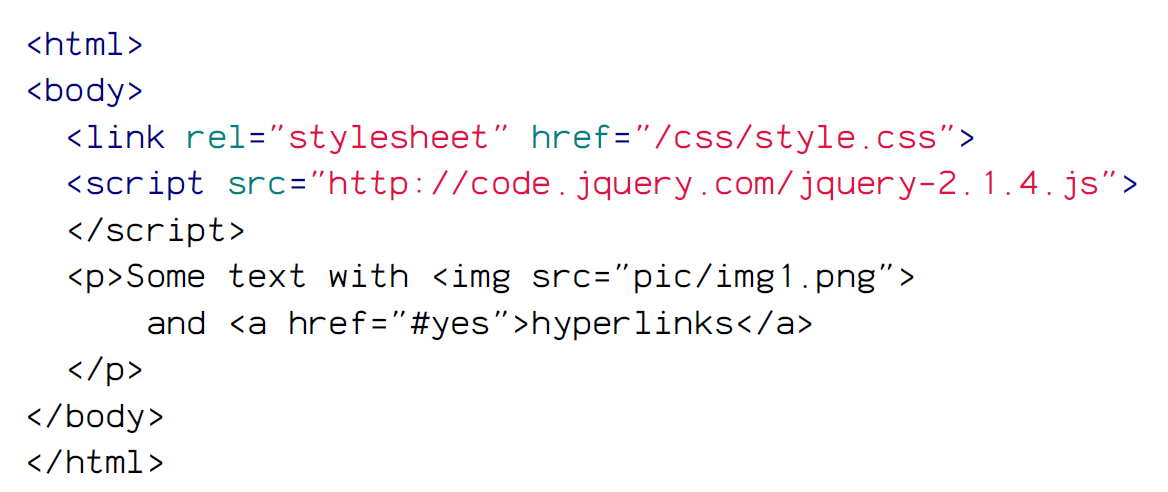 <html>
<body>
  <link rel="stylesheet" href="/css/style.css">
  <script src="http://code.jquery.com/jquery-2.1.4.js">
  </script>
  <p>Some text with <img src="pic/img1.png">
      and <a href="#yes">hyperlinks</a>
  </p>
</body>
</html>